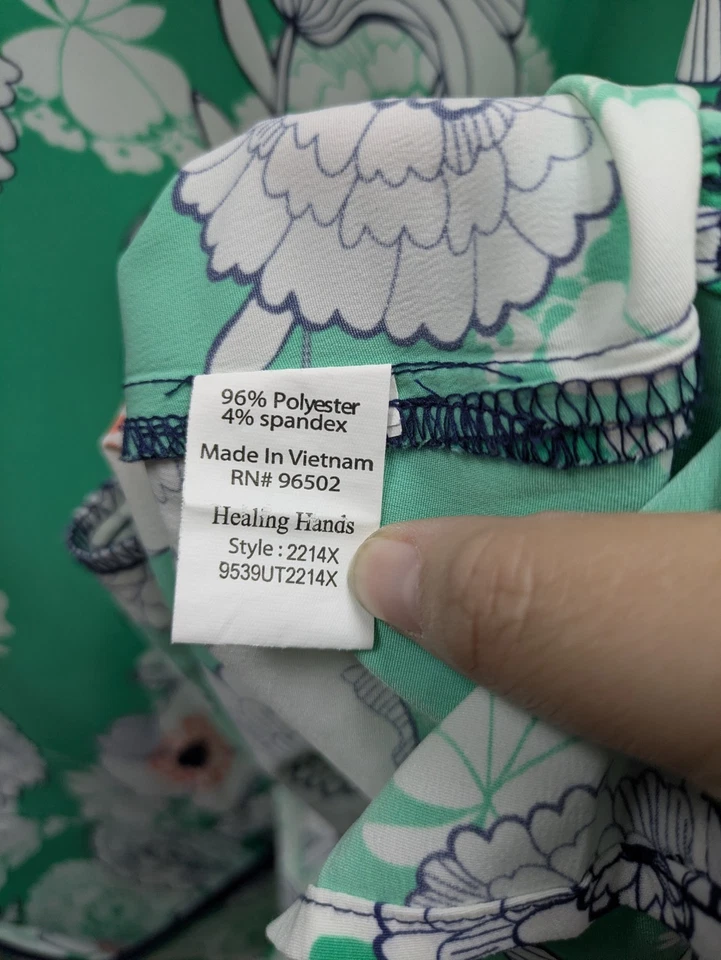 96% Polyester
4% spandex
Made In Vietnam
RN# 96502
Healing Hands
Style : 2214X
9539UT2214X